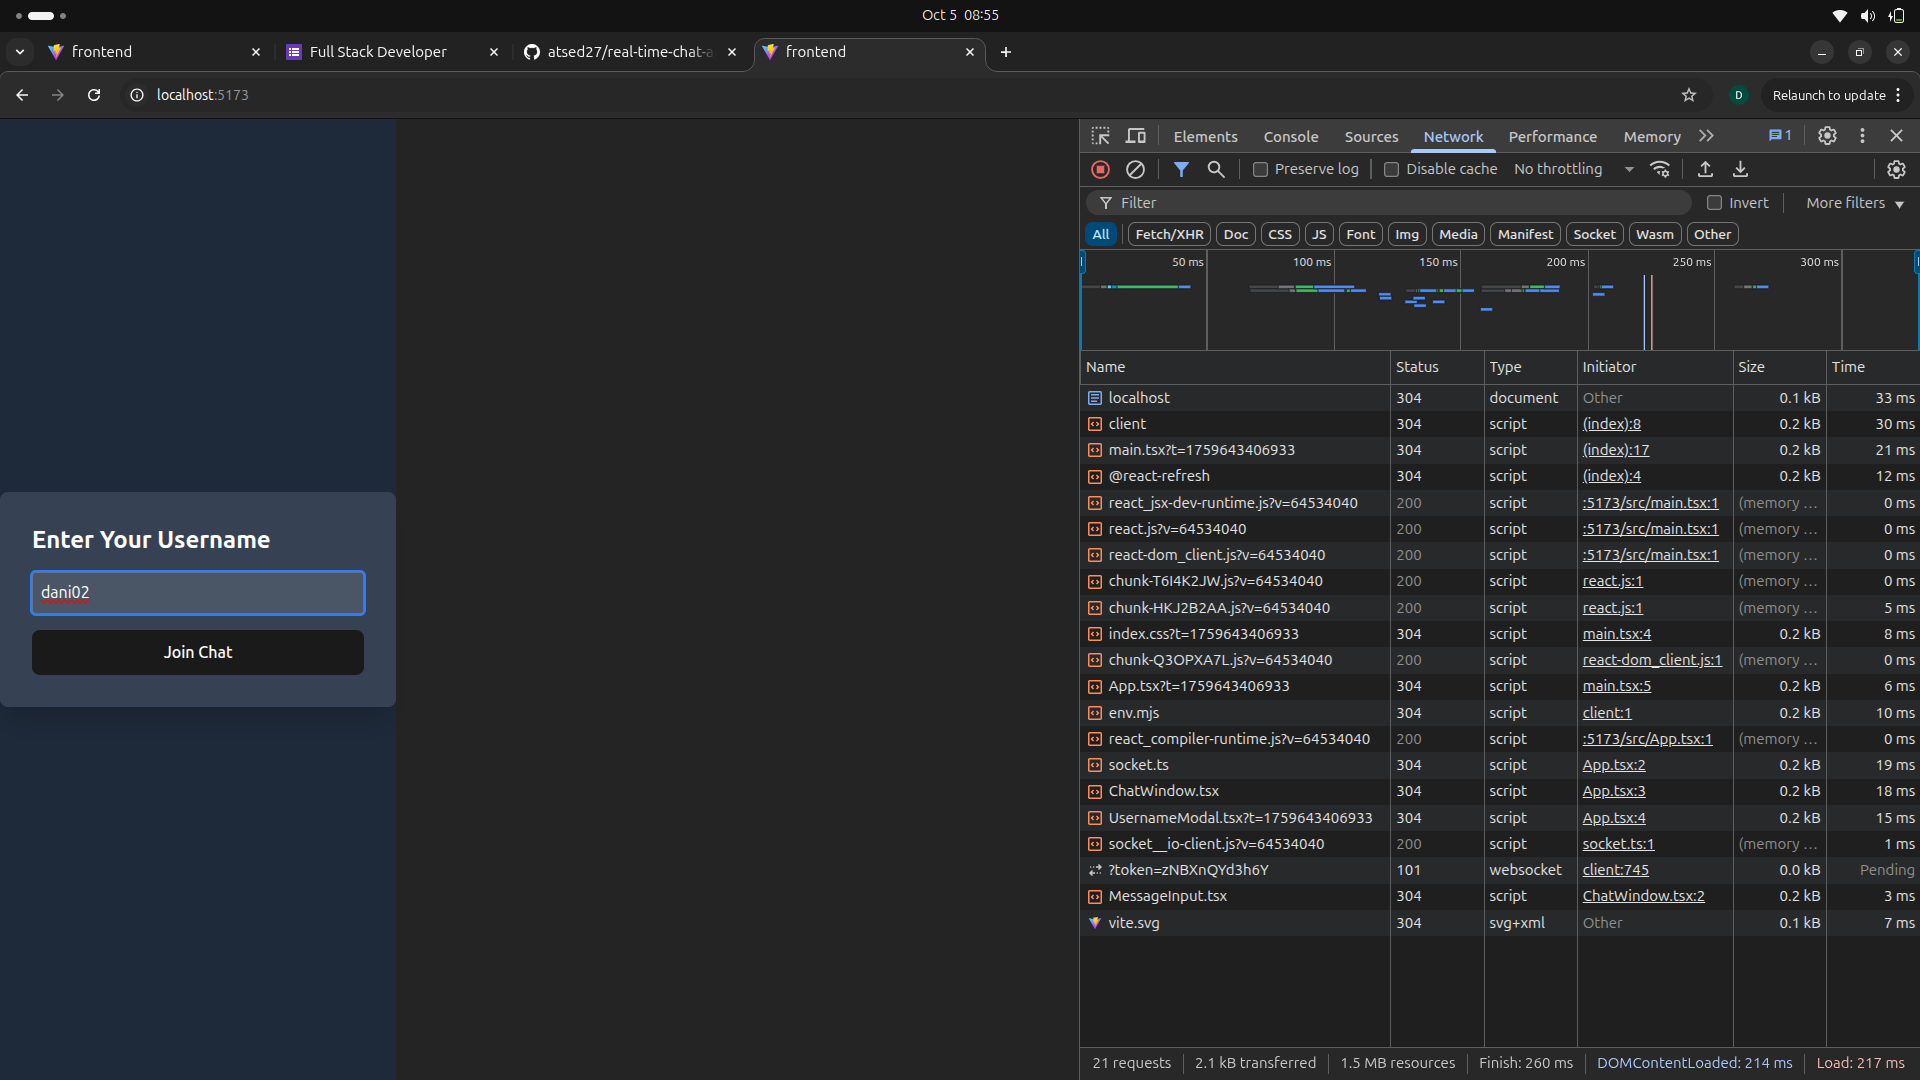 Oct 5 08:55
frontend
Full Stack Developer
atsed27/real-time-chat-a
frontend
localhost:5173
D
Relaunch to update
Enter Your Username
dani02
Join Chat
Elements Console Sources Network Performance Memory 1
Preserve log Disable cache No throttling
Filter Invert More filters
All Fetch/XHR Doc CSS JS Font Img Media Manifest Socket Wasm Other
50 ms 100 ms 150 ms 200 ms 250 ms 300 ms
Name Status Type Initiator Size Time
localhost 304 document Other 0.1 kB 33 ms
client 304 script (index):8 0.2 kB 30 ms
main.tsx?t=1759643406933 304 script (index):17 0.2 kB 21 ms
@react-refresh 304 script (index):4 0.2 kB 12 ms
react_jsx-dev-runtime.js?v=64534040 200 script :5173/src/main.tsx:1 (memory ... 0 ms
react.js?v=64534040 200 script :5173/src/main.tsx:1 (memory ... 0 ms
react-dom_client.js?v=64534040 200 script :5173/src/main.tsx:1 (memory ... 0 ms
chunk-T6I4K2JW.js?v=64534040 200 script react.js:1 (memory ... 0 ms
chunk-HKJ2B2AA.js?v=64534040 200 script react.js:1 (memory ... 5 ms
index.css?t=1759643406933 304 script main.tsx:4 0.2 kB 8 ms
chunk-Q3OPXA7L.js?v=64534040 200 script react-dom_client.js:1 (memory ... 0 ms
App.tsx?t=1759643406933 304 script main.tsx:5 0.2 kB 6 ms
env.mjs 304 script client:1 0.2 kB 10 ms
react_compiler-runtime.js?v=64534040 200 script :5173/src/App.tsx:1 (memory ... 0 ms
socket.ts 304 script App.tsx:2 0.2 kB 19 ms
ChatWindow.tsx 304 script App.tsx:3 0.2 kB 18 ms
UsernameModal.tsx?t=1759643406933 304 script App.tsx:4 0.2 kB 15 ms
socket__io-client.js?v=64534040 200 script socket.ts:1 (memory ... 1 ms
?token=zNBXnQYd3h6Y 101 websocket client:745 0.0 kB Pending
MessageInput.tsx 304 script ChatWindow.tsx:2 0.2 kB 3 ms
vite.svg 304 svg+xml Other 0.1 kB 7 ms
21 requests 2.1 kB transferred 1.5 MB resources Finish: 260 ms DOMContentLoaded: 214 ms Load: 217 ms